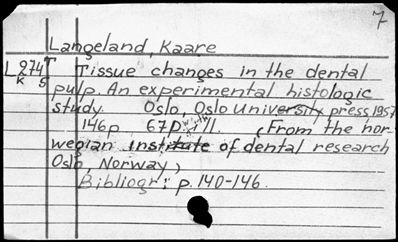 7
Langeland, Kaare
L274T Tissue changes in the dental
K S pulp. An experimental histologic
study. Oslo, Oslo University press, 1957
146p 67p. ill. (From the nor-
wegian institute of dental research
Oslo, Norway)
Bibliogr: p. 140-146.